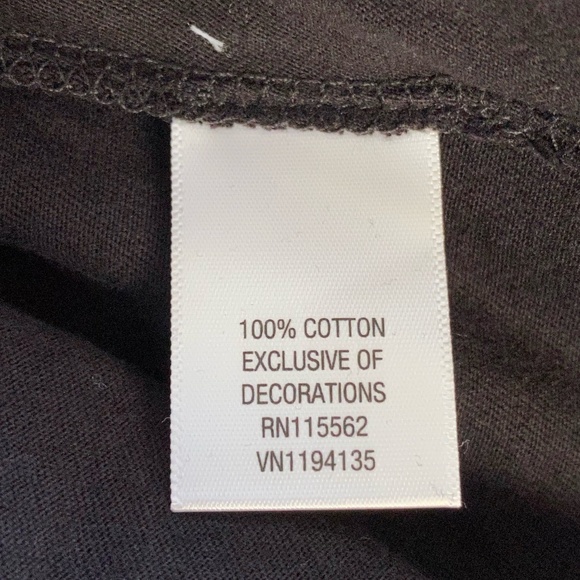 100% COTTON
EXCLUSIVE OF
DECORATIONS
RN115562
VN1194135